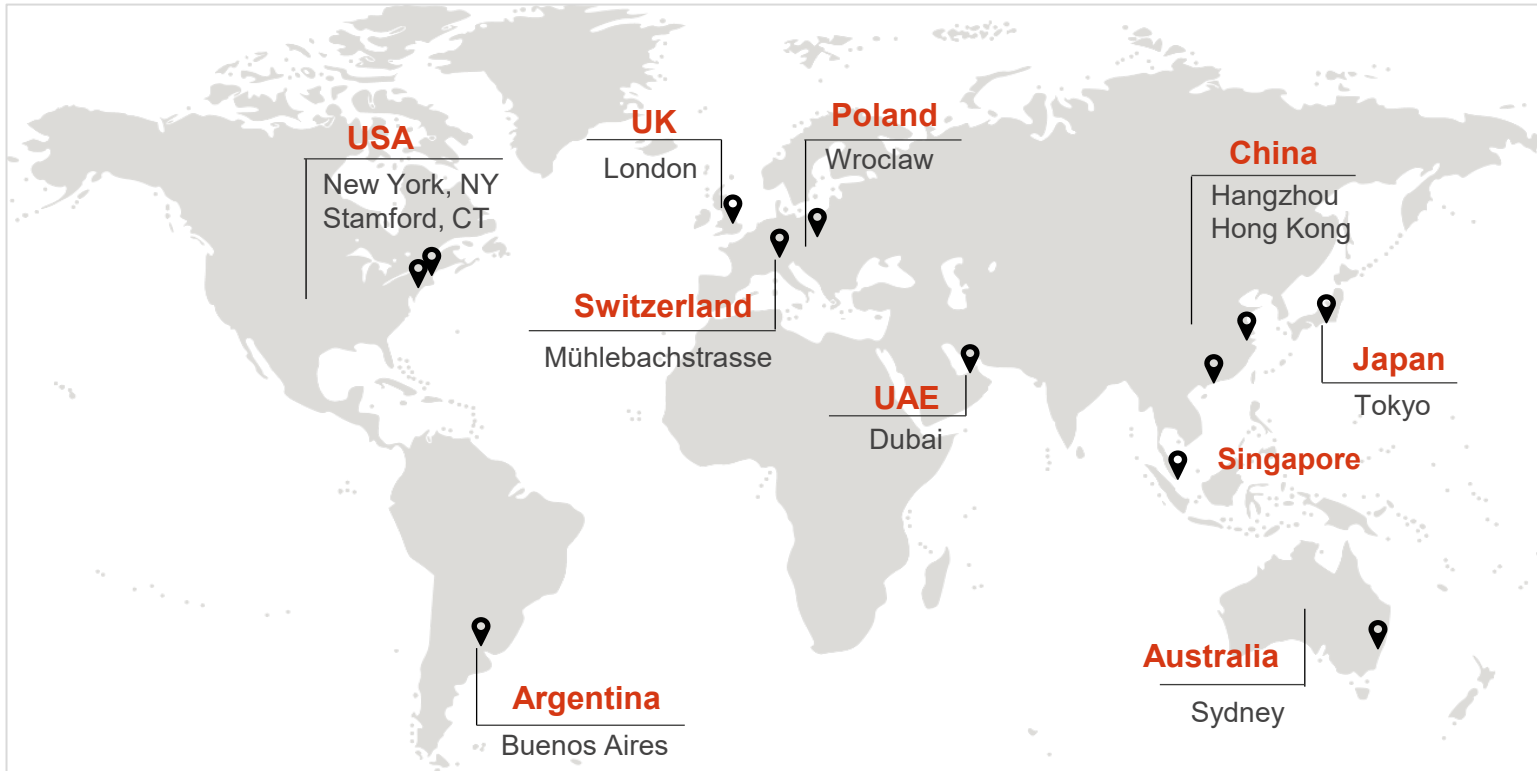 USA
New York, NY
Stamford, CT
UK
London
Poland
Wroclaw
China
Hangzhou
Hong Kong
Switzerland
Mühlebachstrasse
UAE
Dubai
Japan
Tokyo
Singapore
Argentina
Buenos Aires
Australia
Sydney